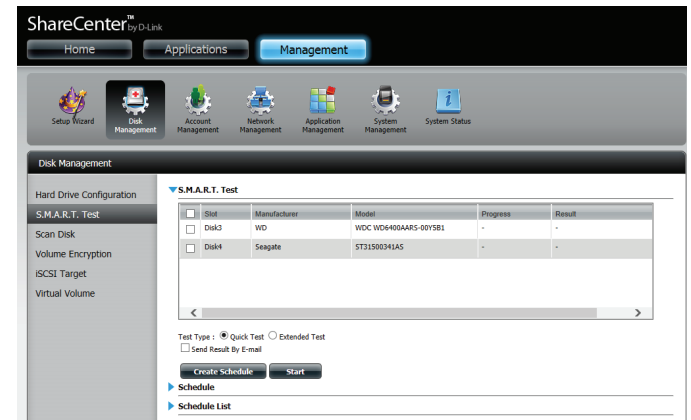 ShareCenter™ by D-Link
Home Applications Management
Setup Wizard Disk Management Account Management Network Management Application Management System Management System Status
Disk Management
Hard Drive Configuration
S.M.A.R.T. Test
Scan Disk
Volume Encryption
iSCSI Target
Virtual Volume
S.M.A.R.T. Test
Slot Manufacturer Model Progress Result
Disk3 WD WDC WD6400AARS-00Y5B1 - -
Disk4 Seagate ST31500341AS - -
Test Type : Quick Test Extended Test
Send Result By E-mail
Create Schedule Start
Schedule
Schedule List